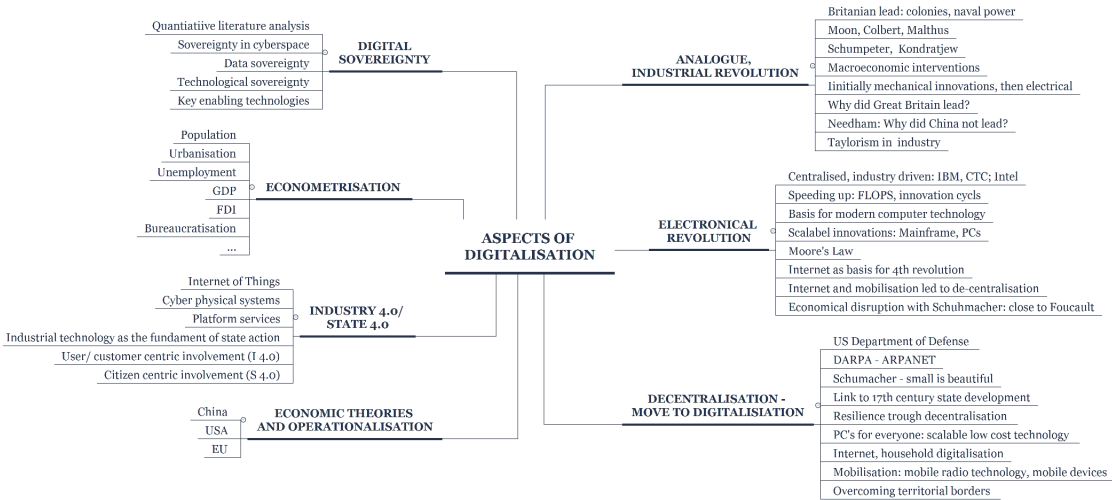 ASPECTS OF
DIGITALISATION
DIGITAL
SOVEREIGNTY
Quantatiive literature analysis
Sovereignty in cyberspace
Data sovereignty
Technological sovereignty
Key enabling technologies
ECONOMETRISATION
Population
Urbanisation
Unemployment
GDP
FDI
Bureaucratisation
...
INDUSTRY 4.0/
STATE 4.0
Internet of Things
Cyber physical systems
Platform services
Industrial technology as the fundament of state action
User/ customer centric involvement (I 4.0)
Citizen centric involvement (S 4.0)
ECONOMIC THEORIES
AND OPERATIONALISATION
China
USA
EU
ANALOGUE,
INDUSTRIAL REVOLUTION
Britanian lead: colonies, naval power
Moon, Colbert, Malthus
Schumpeter, Kondratjew
Macroeconomic interventions
Iinitially mechanical innovations, then electrical
Why did Great Britain lead?
Needham: Why did China not lead?
Taylorism in industry
ELECTRONICAL
REVOLUTION
Centralised, industry driven: IBM, CTC; Intel
Speeding up: FLOPS, innovation cycls
Basis for modern computer technology
Scalabel innovations: Mainframe, PCs
Moore's Law
Internet as basis for 4th revolution
Internet and mobilisation led to de-centralisation
Economical disruption with Schuhmacher: close to Foucault
DECENTRALISATION -
MOVE TO DIGITALISIATION
US Department of Defense
DARPA - ARPANET
Schumacher - small is beautiful
Link to 17th century state development
Resilience trough decentralisation
PC's for everyone: scalable low cost technology
Internet, household digitalisation
Mobilisation: mobile radio technology, mobile devices
Overcoming territorial borders